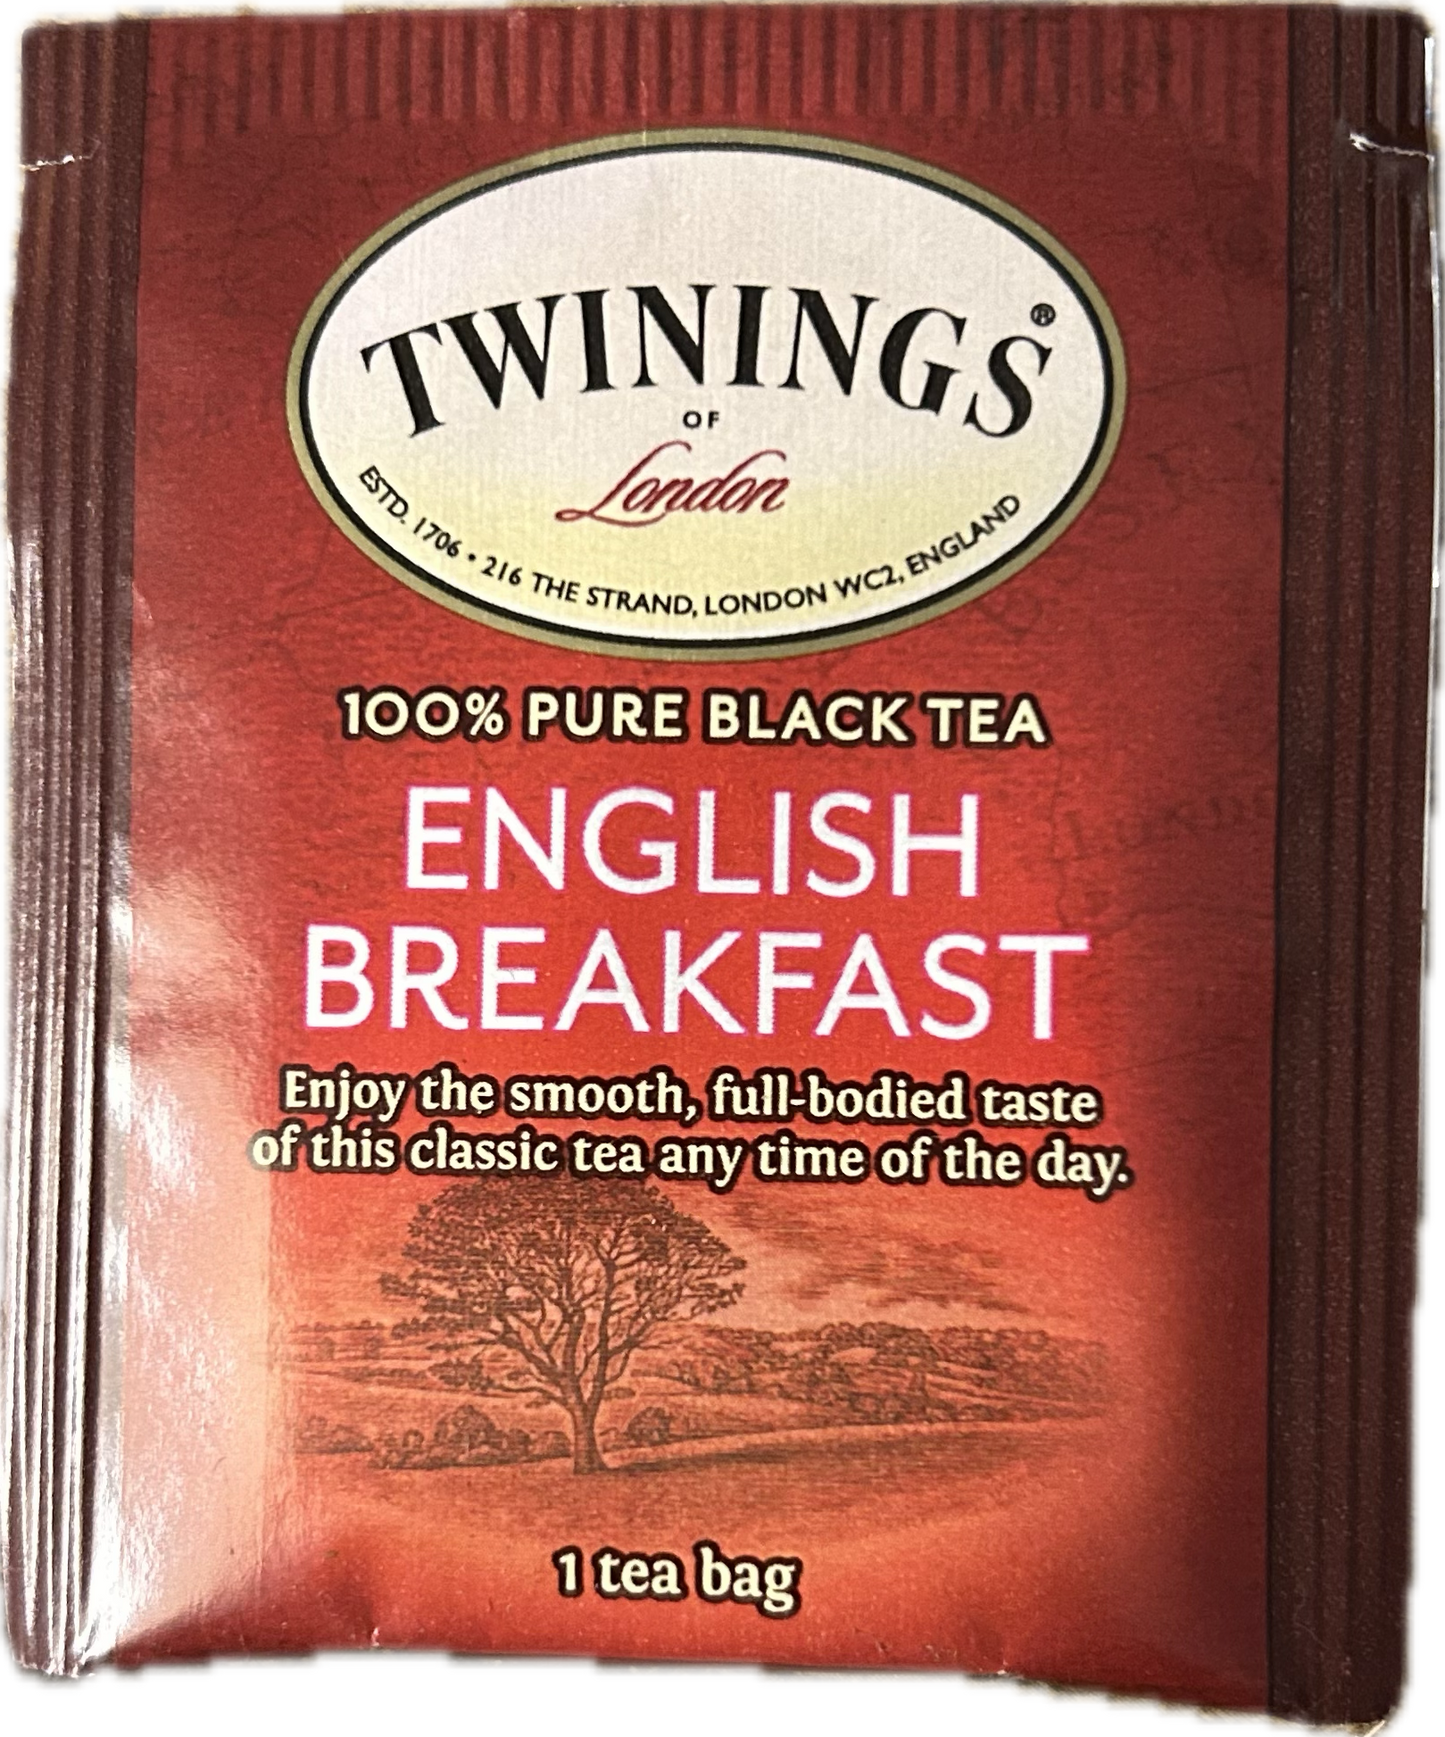 TWININGS®
OF
London
ESTD. 1706 • 216 THE STRAND, LONDON WC2, ENGLAND
100% PURE BLACK TEA
ENGLISH
BREAKFAST
Enjoy the smooth, full-bodied taste
of this classic tea any time of the day.
1 tea bag